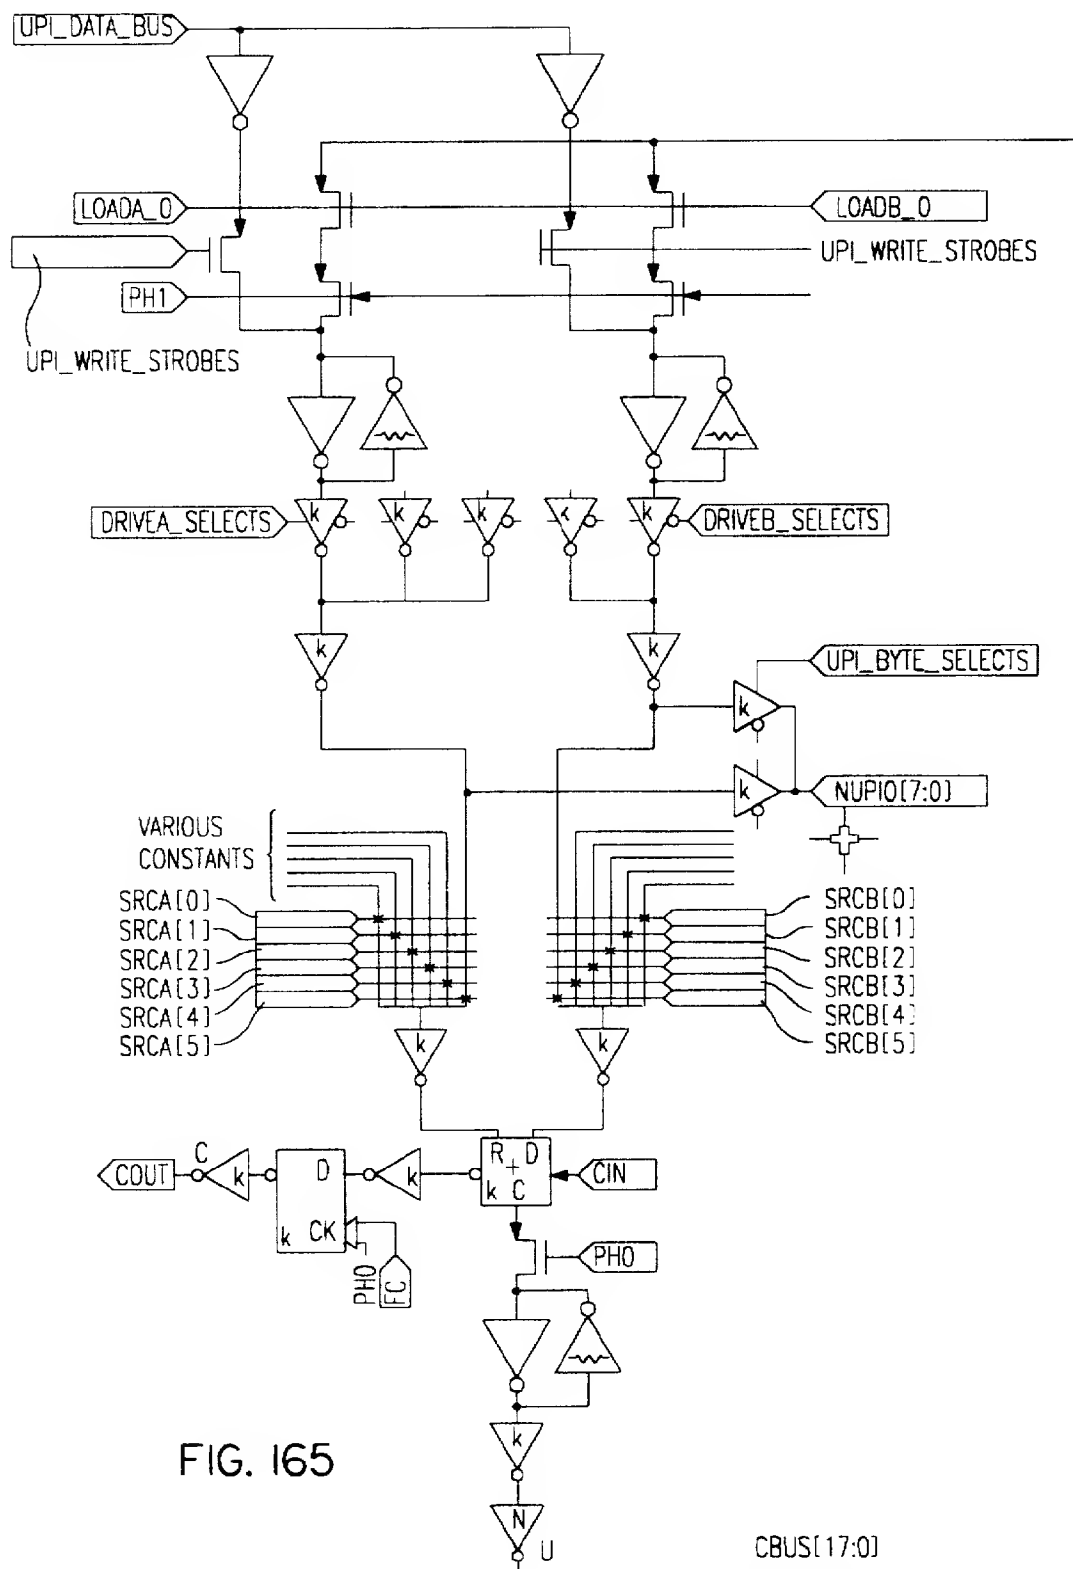 UPI_DATA_BUS
LOADA_0
LOADB_0
UPI_WRITE_STROBES
PH1
UPI_WRITE_STROBES
DRIVEA_SELECTS
k
k
k
k
DRIVEB_SELECTS
k
k
UPI_BYTE_SELECTS
k
k
NUPIO[7:0]
VARIOUS
CONSTANTS
SRCA[0]
SRCA[1]
SRCA[2]
SRCA[3]
SRCA[4]
SRCA[5]
SRCB[0]
SRCB[1]
SRCB[2]
SRCB[3]
SRCB[4]
SRCB[5]
k
k
COUT
C
k
D
k
CK
k
R + D
k C
CIN
PH0
FC
PH0
k
FIG. 165
N
U
CBUS[17:0]